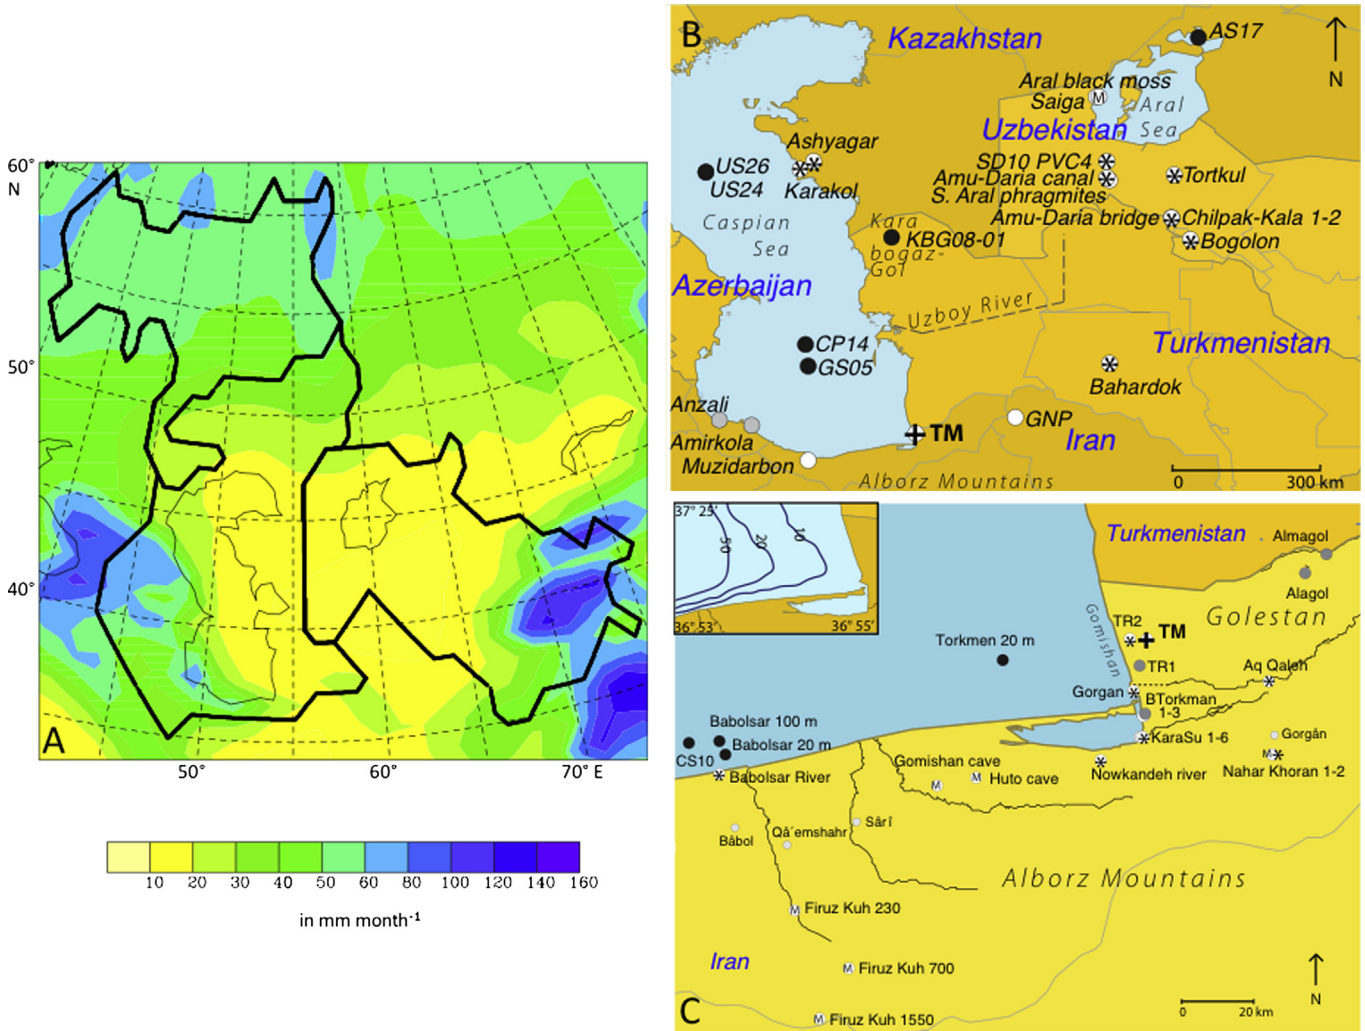 60°
N
50°
40°
A
50°
60°
70° E
10 20 30 40 50 60 80 100 120 140 160
in mm month-1
B
Kazakhstan
AS17
N
Aral black moss
Saiga
M
Aral
Sea
Uzbekistan
Ashyagar
Karakol
US26
US24
SD10 PVC4
Amu-Daria canal
S. Aral phragmites
Tortkul
Amu-Daria bridge
Chilpak-Kala 1-2
Bogolon
Caspian
Sea
Kara
bogaz-
Gol
KBG08-01
Azerbaijan
Uzboy River
CP14
GS05
Turkmenistan
Bahardok
Anzali
Amirkola
Muzidarbon
TM
GNP
Iran
Alborz Mountains
0 300 km
37° 25'
50
20
10
36° 53'
36° 55'
Turkmenistan
Almagol
Alagol
Golestan
Gomishan
TR2
TM
TR1
Torkmen 20 m
Aq Qaleh
Gorgan
BTorkman
1-3
KaraSu 1-6
Gorgân
M
Nahar Khoran 1-2
Nowkandeh river
Babolsar 100 m
Babolsar 20 m
CS10
Babolsar River
Gomishan cave
M
M
Huto cave
Bâbol
Qâ´emshahr
Sârî
Alborz Mountains
M
Firuz Kuh 230
Iran
M
Firuz Kuh 700
M
Firuz Kuh 1550
C
N
0 20 km